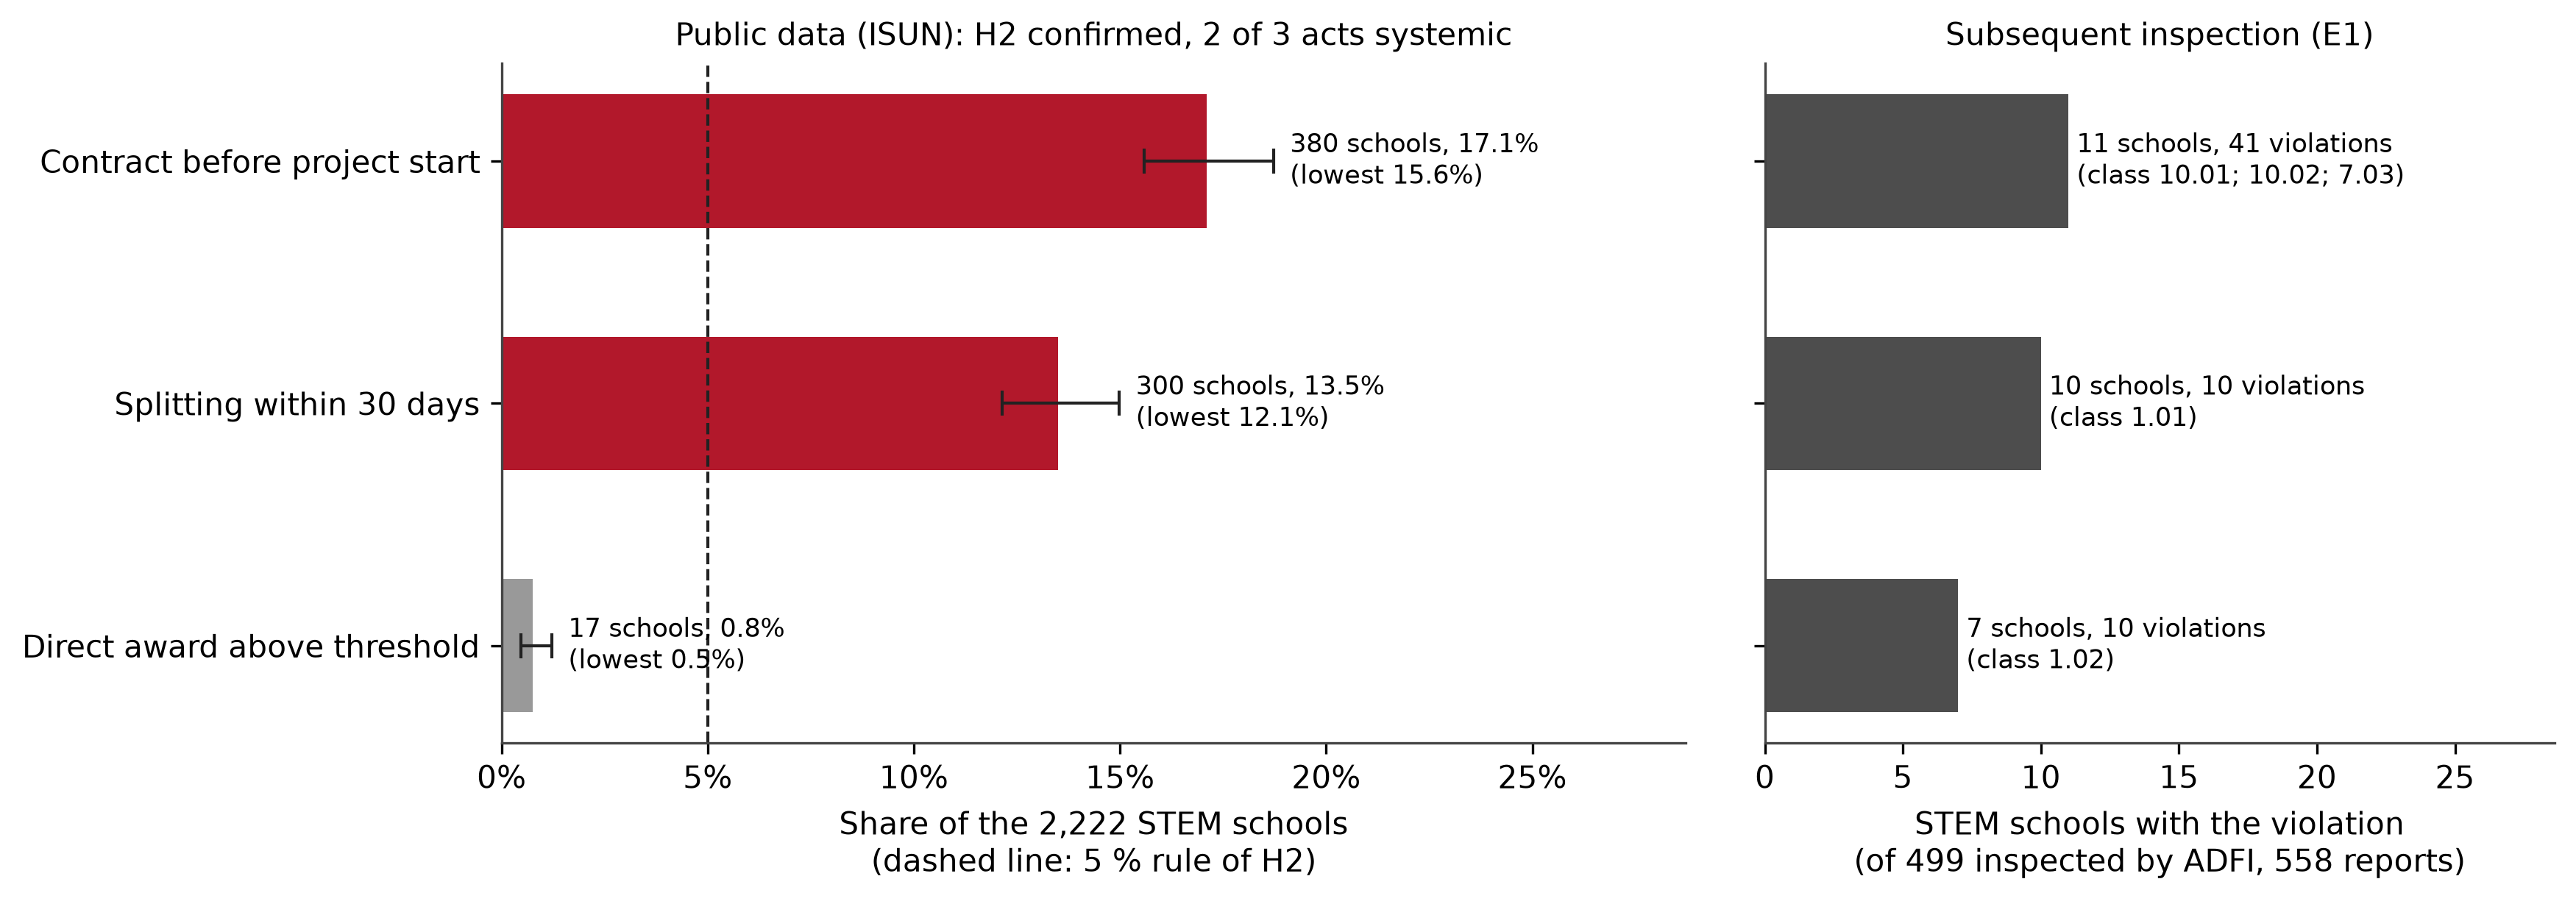 Public data (ISUN): H2 confirmed, 2 of 3 acts systemic
Contract before project start
380 schools, 17.1%
(lowest 15.6%)
Splitting within 30 days
300 schools, 13.5%
(lowest 12.1%)
Direct award above threshold
17 schools, 0.8%
(lowest 0.5%)
0% 5% 10% 15% 20% 25%
Share of the 2,222 STEM schools
(dashed line: 5 % rule of H2)
Subsequent inspection (E1)
11 schools, 41 violations
(class 10.01; 10.02; 7.03)
10 schools, 10 violations
(class 1.01)
7 schools, 10 violations
(class 1.02)
0 5 10 15 20 25
STEM schools with the violation
(of 499 inspected by ADFI, 558 reports)